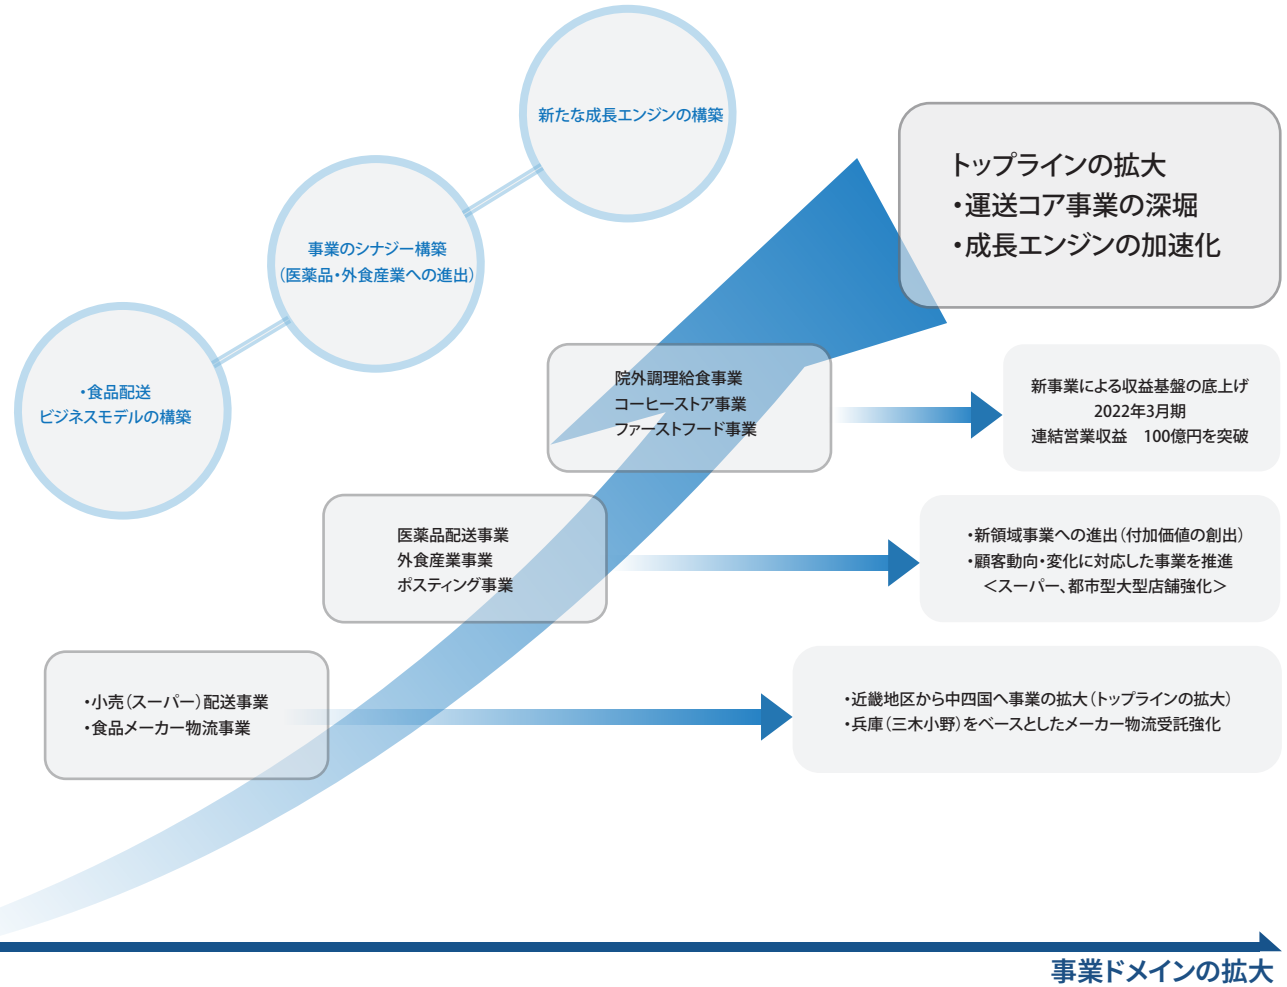 新たな成長エンジンの構築
事業のシナジー構築
（医薬品・外食産業への進出）
・食品配送
ビジネスモデルの構築
トップラインの拡大
・運送コア事業の深堀
・成長エンジンの加速化
院外調理給食事業
コーヒーストア事業
ファーストフード事業
新事業による収益基盤の底上げ
2022年3月期
連結営業収益　100億円を突破
医薬品配送事業
外食産業事業
ポスティング事業
・新領域事業への進出（付加価値の創出）
・顧客動向・変化に対応した事業を推進
＜スーパー、都市型大型店舗強化＞
・小売（スーパー）配送事業
・食品メーカー物流事業
・近畿地区から中四国へ事業の拡大（トップラインの拡大）
・兵庫（三木小野）をベースとしたメーカー物流受託強化
事業ドメインの拡大